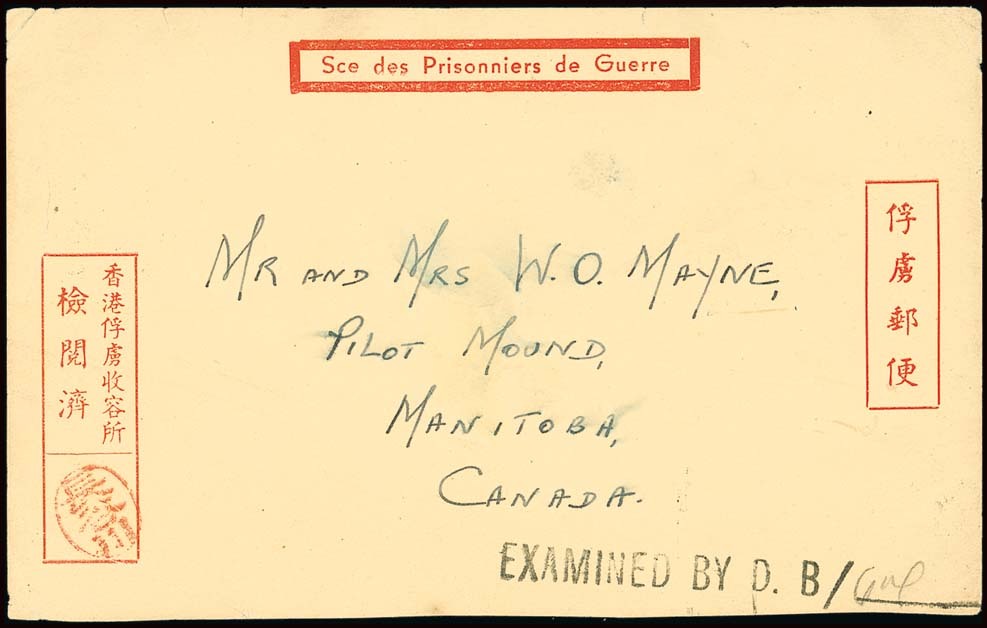 Sce des Prisonniers de Guerre
俘虜郵便
香港俘虜收容所
檢閲濟
MR AND MRS W. O. MAYNE,
PILOT MOUND,
MANITOBA,
CANADA.
EXAMINED BY D. B/